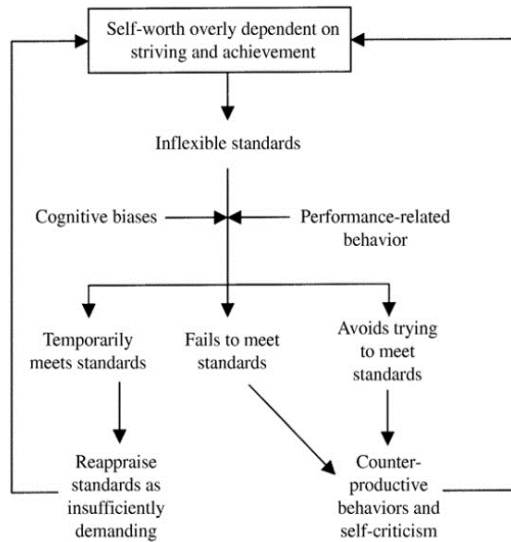 Self-worth overly dependent on
striving and achievement
Inflexible standards
Cognitive biases
Performance-related
behavior
Temporarily
meets standards
Fails to meet
standards
Avoids trying
to meet
standards
Reappraise
standards as
insufficiently
demanding
Counter-
productive
behaviors and
self-criticism